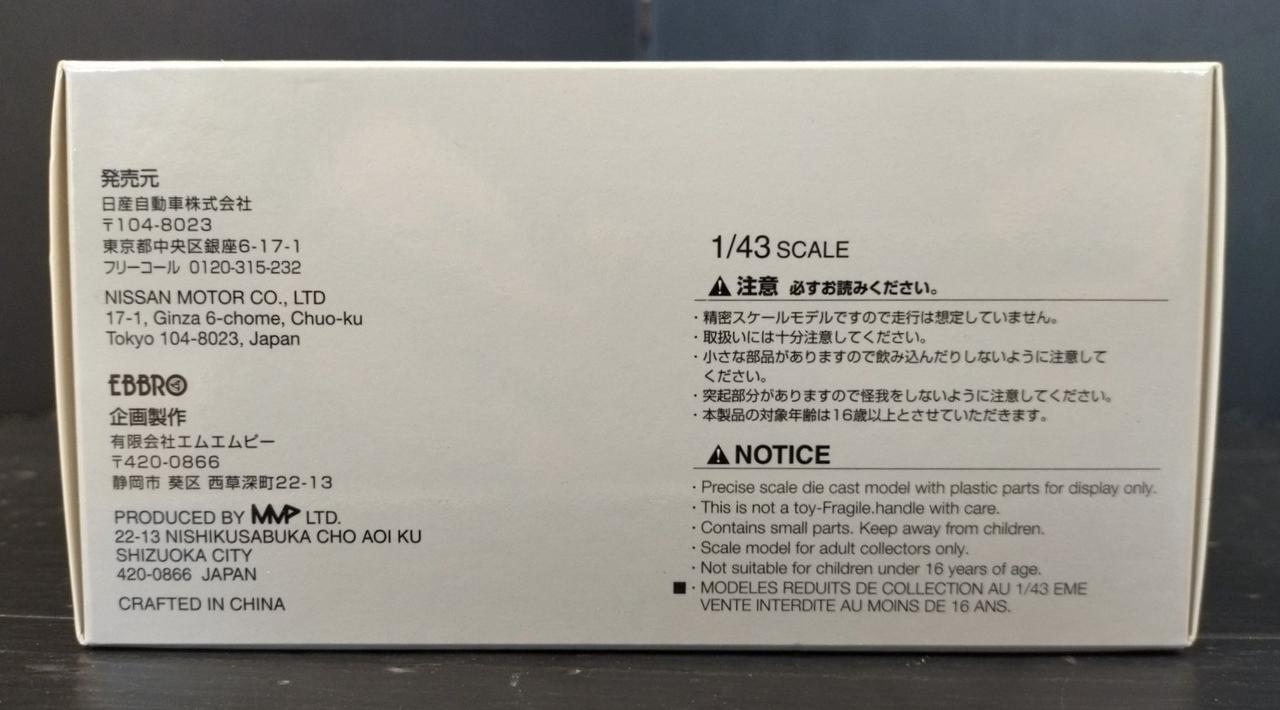 発売元
日産自動車株式会社
〒104-8023
東京都中央区銀座6-17-1
フリーコール 0120-315-232
NISSAN MOTOR CO., LTD
17-1, Ginza 6-chome, Chuo-ku
Tokyo 104-8023, Japan
EBBRO
企画製作
有限会社エムエムピー
〒420-0866
静岡市 葵区 西草深町22-13
PRODUCED BY MMP LTD.
22-13 NISHIKUSABUKA CHO AOI KU
SHIZUOKA CITY
420-0866 JAPAN
CRAFTED IN CHINA
1/43 SCALE
注意 必ずお読みください。
・精密スケールモデルですので走行は想定していません。
・取扱いには十分注意してください。
・小さな部品がありますので飲み込んだりしないように注意して
ください。
・突起部分がありますので怪我をしないように注意してください。
・本製品の対象年齢は16歳以上とさせていただきます。
NOTICE
・Precise scale die cast model with plastic parts for display only.
・This is not a toy-Fragile.handle with care.
・Contains small parts. Keep away from children.
・Scale model for adult collectors only.
・Not suitable for children under 16 years of age.
■・MODELES REDUITS DE COLLECTION AU 1/43 EME
VENTE INTERDITE AU MOINS DE 16 ANS.